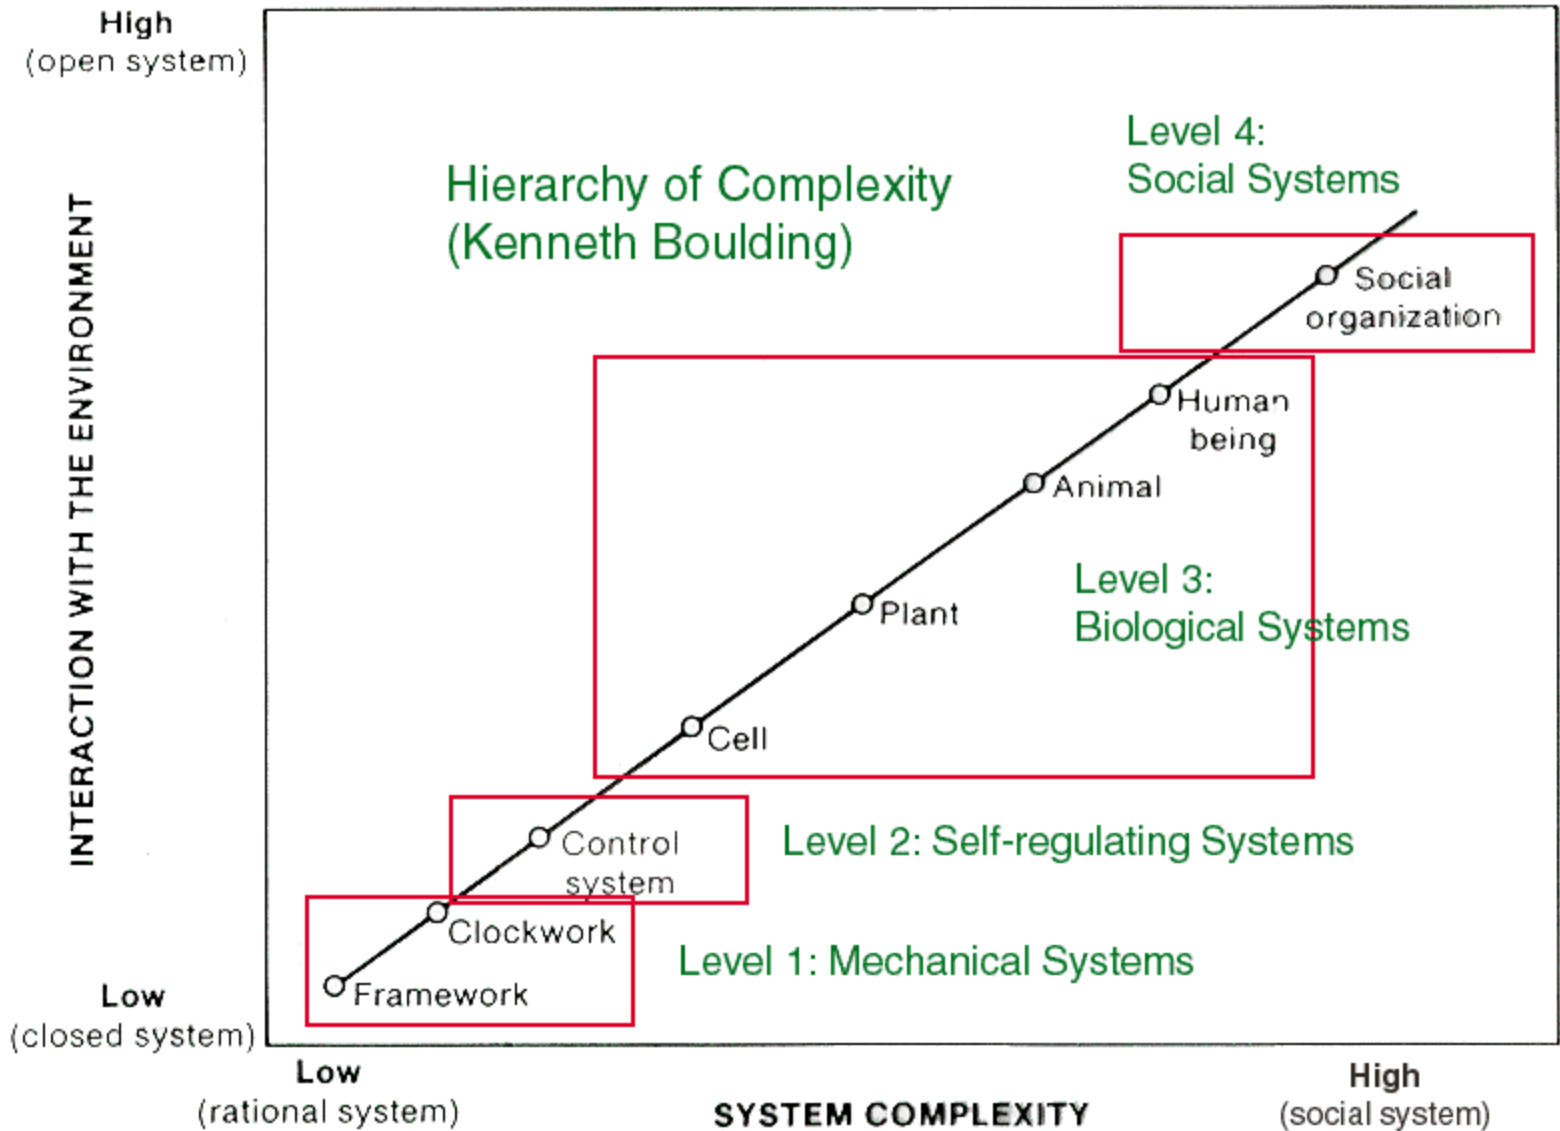 High
(open system)
Level 4:
Social Systems
Hierarchy of Complexity
(Kenneth Boulding)
INTERACTION WITH THE ENVIRONMENT
Social
organization
Human
being
Animal
Level 3:
Biological Systems
Plant
Cell
Control
system
Level 2: Self-regulating Systems
Clockwork
Level 1: Mechanical Systems
Framework
Low
(closed system)
Low
(rational system)
SYSTEM COMPLEXITY
High
(social system)